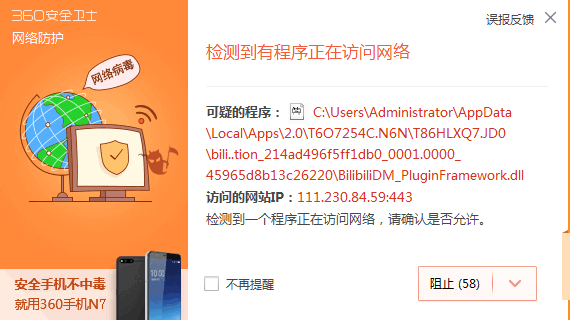 360安全卫士
误报反馈
网络防护
检测到有程序正在访问网络
网络病毒
可疑的程序： C:\Users\Administrator\AppData
\Local\Apps\2.0\T6O7254C.N6N\T86HLXQ7.JD0
\bili..tion_214ad496f5ff1db0_0001.0000_
45965d8b13c26220\BilibiliDM_PluginFramework.dll
访问的网站IP：111.230.84.59:443
检测到一个程序正在访问网络，请确认是否允许。
安全手机不中毒
就用360手机N7
不再提醒
阻止 (58)